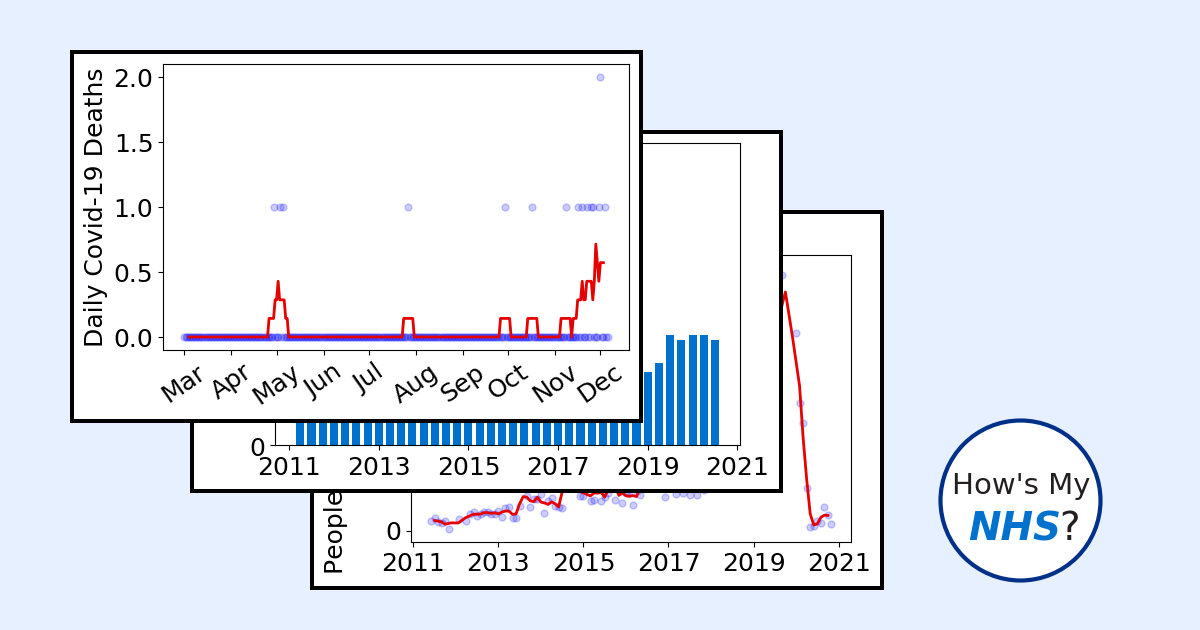 Daily Covid-19 Deaths
2.0
1.5
1.0
0.5
0.0
Mar Apr May Jun Jul Aug Sep Oct Nov Dec
0
2011 2013 2015 2017 2019 2021
People
0
2011 2013 2015 2017 2019 2021
How's My
NHS?